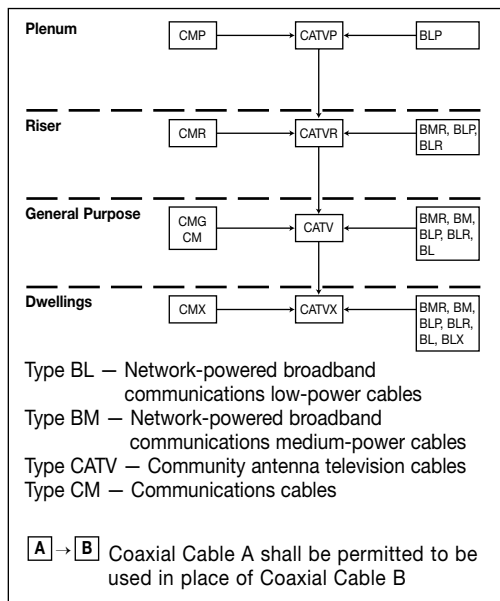 Plenum
CMP
CATVP
BLP
Riser
CMR
CATVR
BMR, BLP,
BLR
General Purpose
CMG
CM
CATV
BMR, BM,
BLP, BLR,
BL
Dwellings
CMX
CATVX
BMR, BM,
BLP, BLR,
BL, BLX
Type BL — Network-powered broadband
communications low-power cables
Type BM — Network-powered broadband
communications medium-power cables
Type CATV — Community antenna television cables
Type CM — Communications cables
A → B Coaxial Cable A shall be permitted to be
used in place of Coaxial Cable B